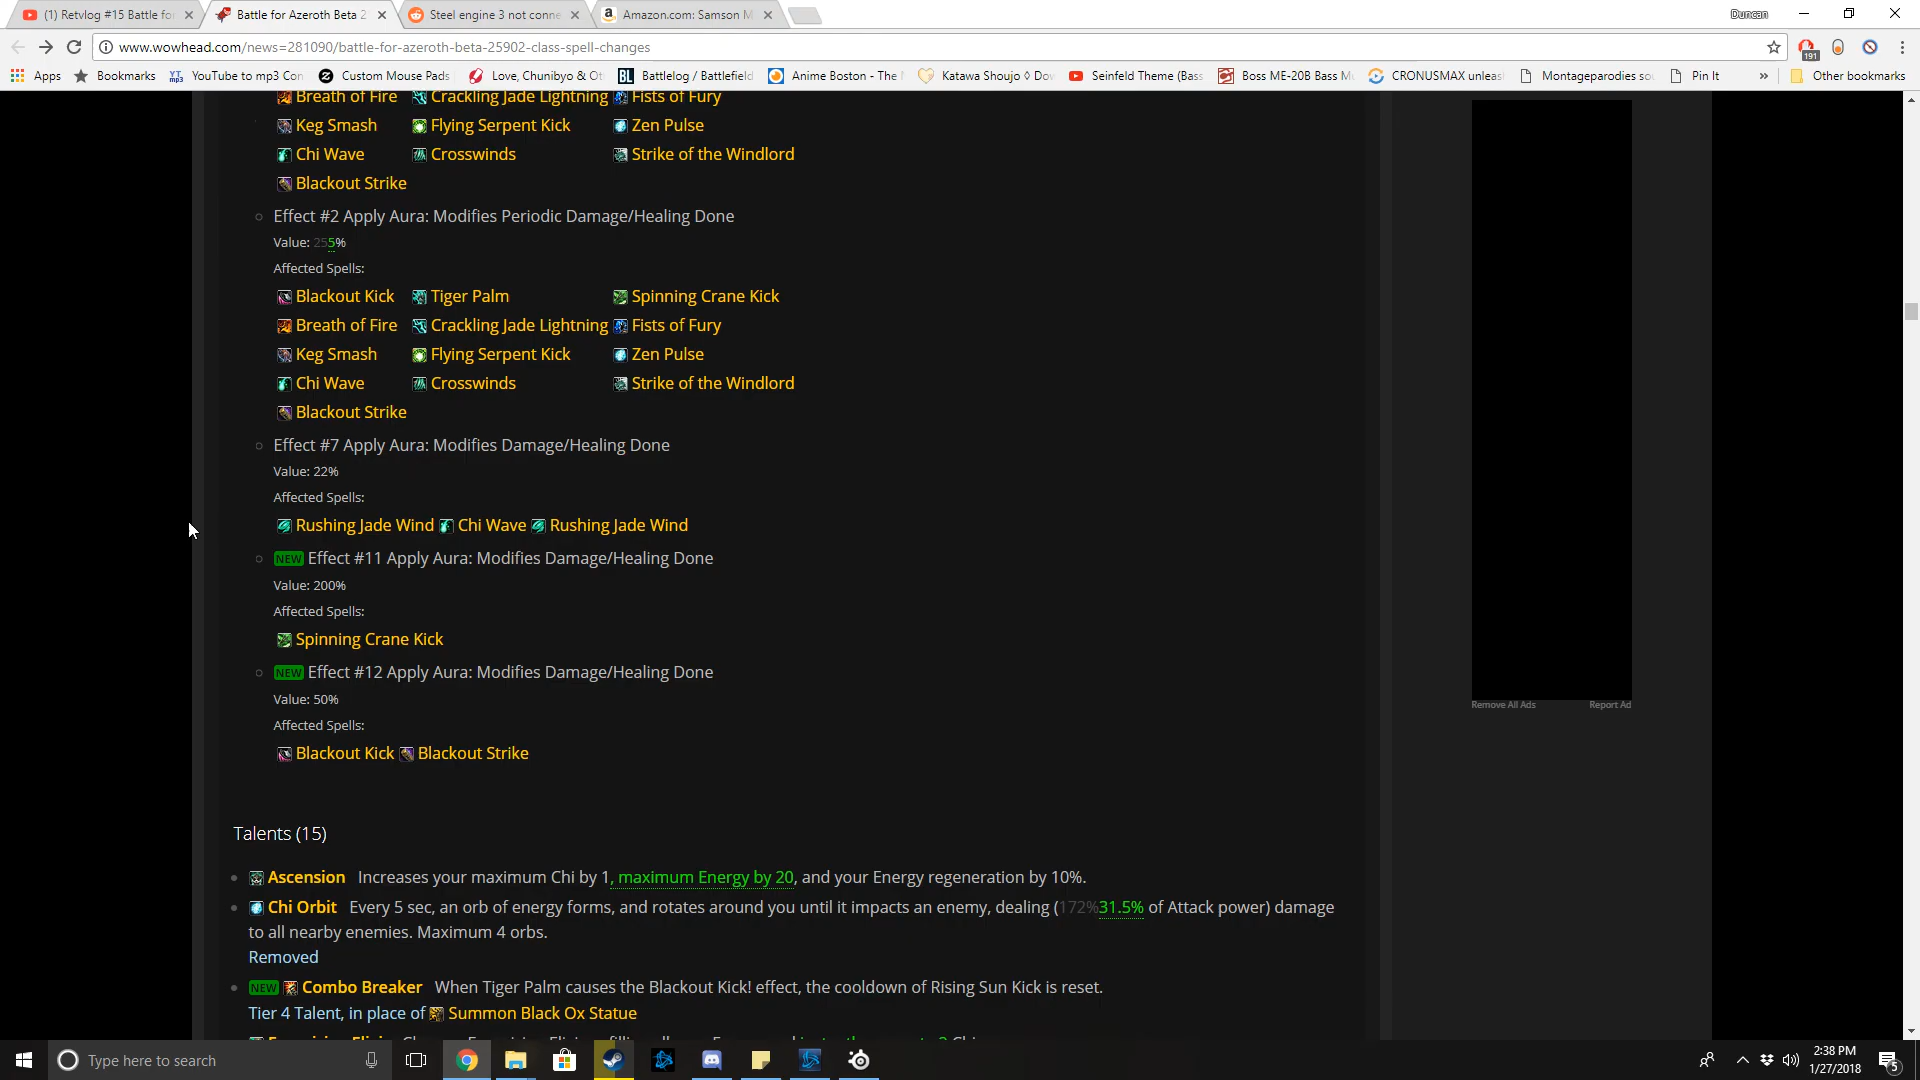 (1) Retvlog #15 Battle fo
Battle for Azeroth Beta 2
Steel engine 3 not conne
Amazon.com: Samson M
Duncan
www.wowhead.com/news=281090/battle-for-azeroth-beta-25902-class-spell-changes
191
Apps Bookmarks YouTube to mp3 Con Custom Mouse Pads Love, Chunibyo & Ot Battlelog / Battlefield Anime Boston - The Katawa Shoujo ◊ Dov Seinfeld Theme (Bass Boss ME-20B Bass Mu CRONUSMAX unleas Montageparodies so Pin It » Other bookmarks
Breath of Fire Crackling Jade Lightning Fists of Fury
Keg Smash Flying Serpent Kick Zen Pulse
Chi Wave Crosswinds Strike of the Windlord
Blackout Strike
Effect #2 Apply Aura: Modifies Periodic Damage/Healing Done
Value: 255%
Affected Spells:
Blackout Kick Tiger Palm Spinning Crane Kick
Breath of Fire Crackling Jade Lightning Fists of Fury
Keg Smash Flying Serpent Kick Zen Pulse
Chi Wave Crosswinds Strike of the Windlord
Blackout Strike
Effect #7 Apply Aura: Modifies Damage/Healing Done
Value: 22%
Affected Spells:
Rushing Jade Wind Chi Wave Rushing Jade Wind
NEW Effect #11 Apply Aura: Modifies Damage/Healing Done
Value: 200%
Affected Spells:
Spinning Crane Kick
NEW Effect #12 Apply Aura: Modifies Damage/Healing Done
Value: 50%
Affected Spells:
Blackout Kick Blackout Strike
Remove All Ads Report Ad
Talents (15)
Ascension Increases your maximum Chi by 1, maximum Energy by 20, and your Energy regeneration by 10%.
Chi Orbit Every 5 sec, an orb of energy forms, and rotates around you until it impacts an enemy, dealing (172%31.5% of Attack power) damage
to all nearby enemies. Maximum 4 orbs.
Removed
NEW Combo Breaker When Tiger Palm causes the Blackout Kick! effect, the cooldown of Rising Sun Kick is reset.
Tier 4 Talent, in place of Summon Black Ox Statue
Type here to search
2:38 PM
1/27/2018
5